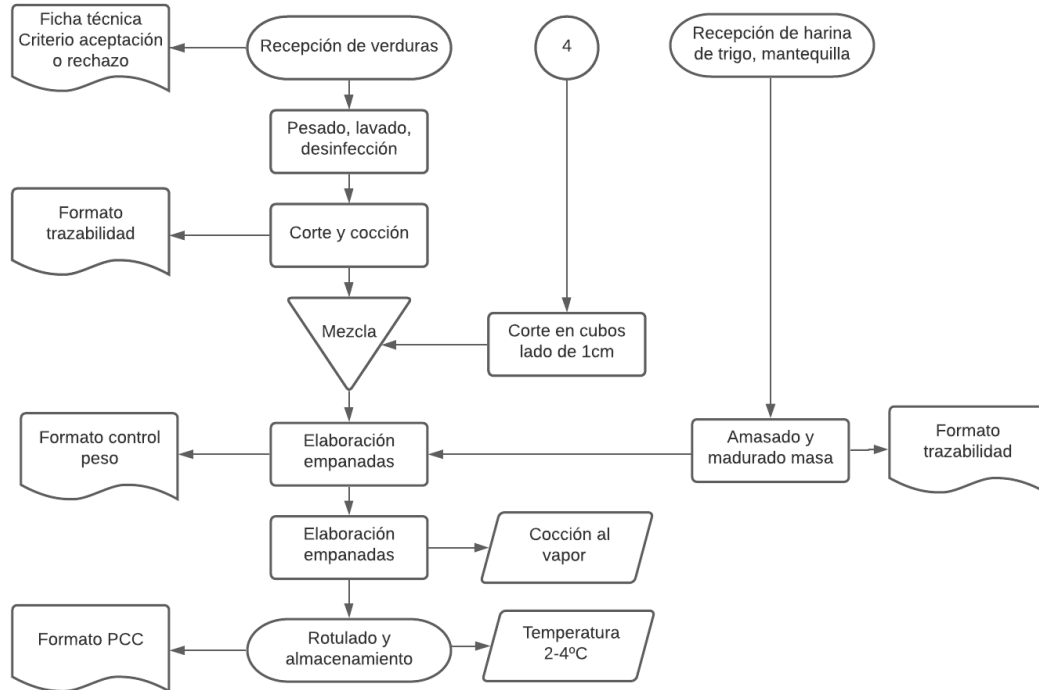 Ficha técnica
Criterio aceptación
o rechazo
Recepción de verduras
4
Recepción de harina
de trigo, mantequilla
Pesado, lavado,
desinfección
Formato
trazabilidad
Corte y cocción
Mezcla
Corte en cubos
lado de 1cm
Formato control
peso
Elaboración
empanadas
Amasado y
madurado masa
Formato
trazabilidad
Elaboración
empanadas
Cocción al
vapor
Formato PCC
Rotulado y
almacenamiento
Temperatura
2-4ºC